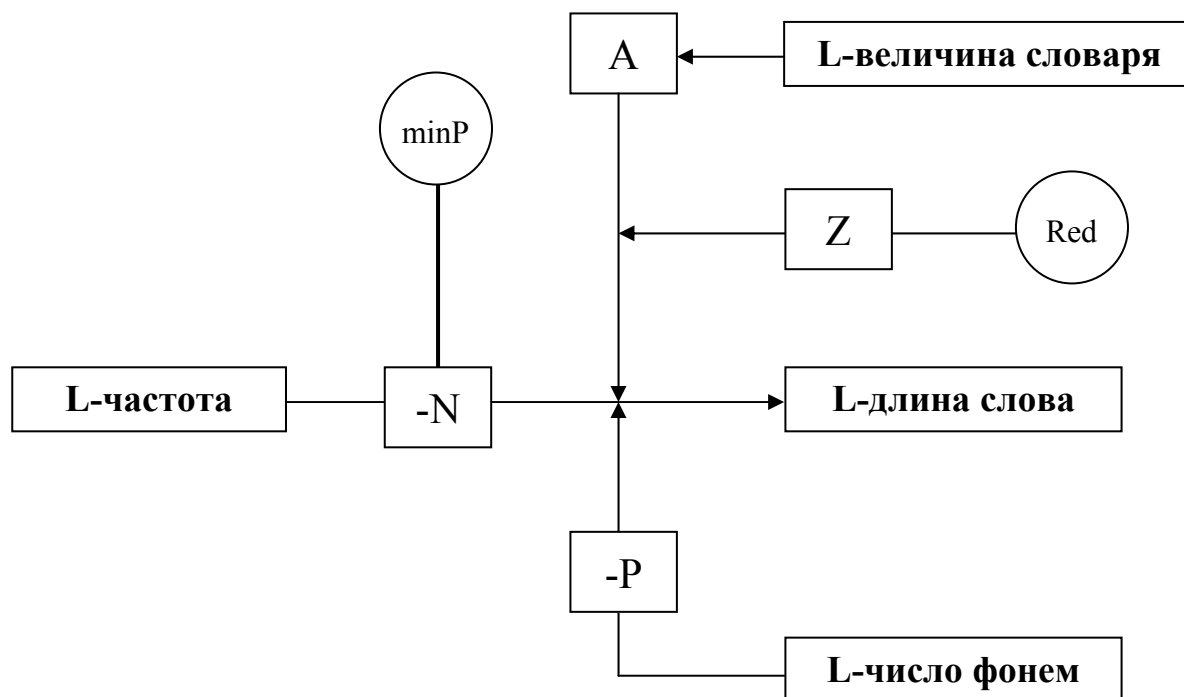 A
L-величина словаря
minP
Z
Red
L-частота
-N
L-длина слова
-P
L-число фонем